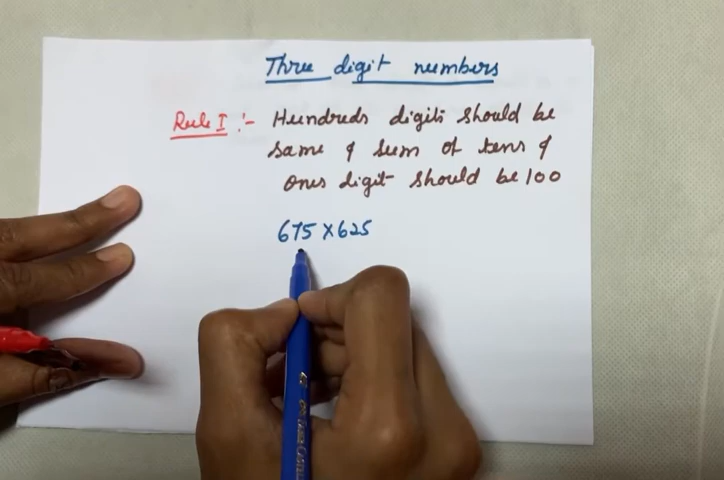 Three digit numbers
Rule I :- Hundreds digits should be
same & sum of tens &
ones digit should be 100
675 x 625